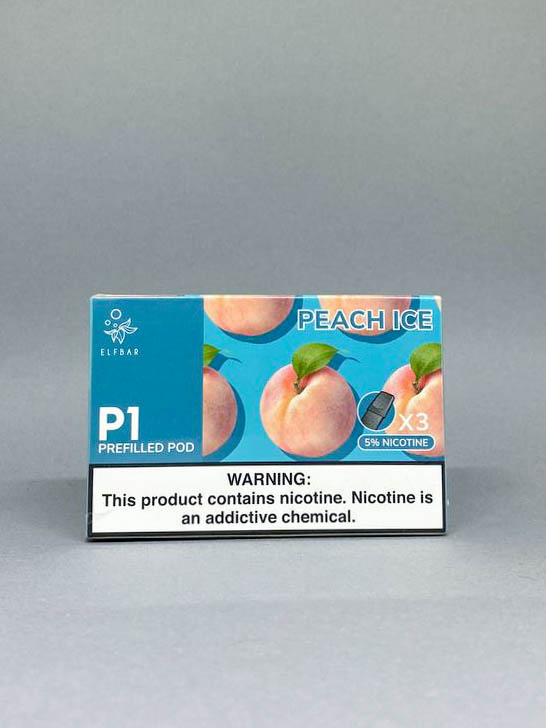 ELFBAR
PEACH ICE
P1
PREFILLED POD
X3
5% NICOTINE
WARNING:
This product contains nicotine. Nicotine is
an addictive chemical.